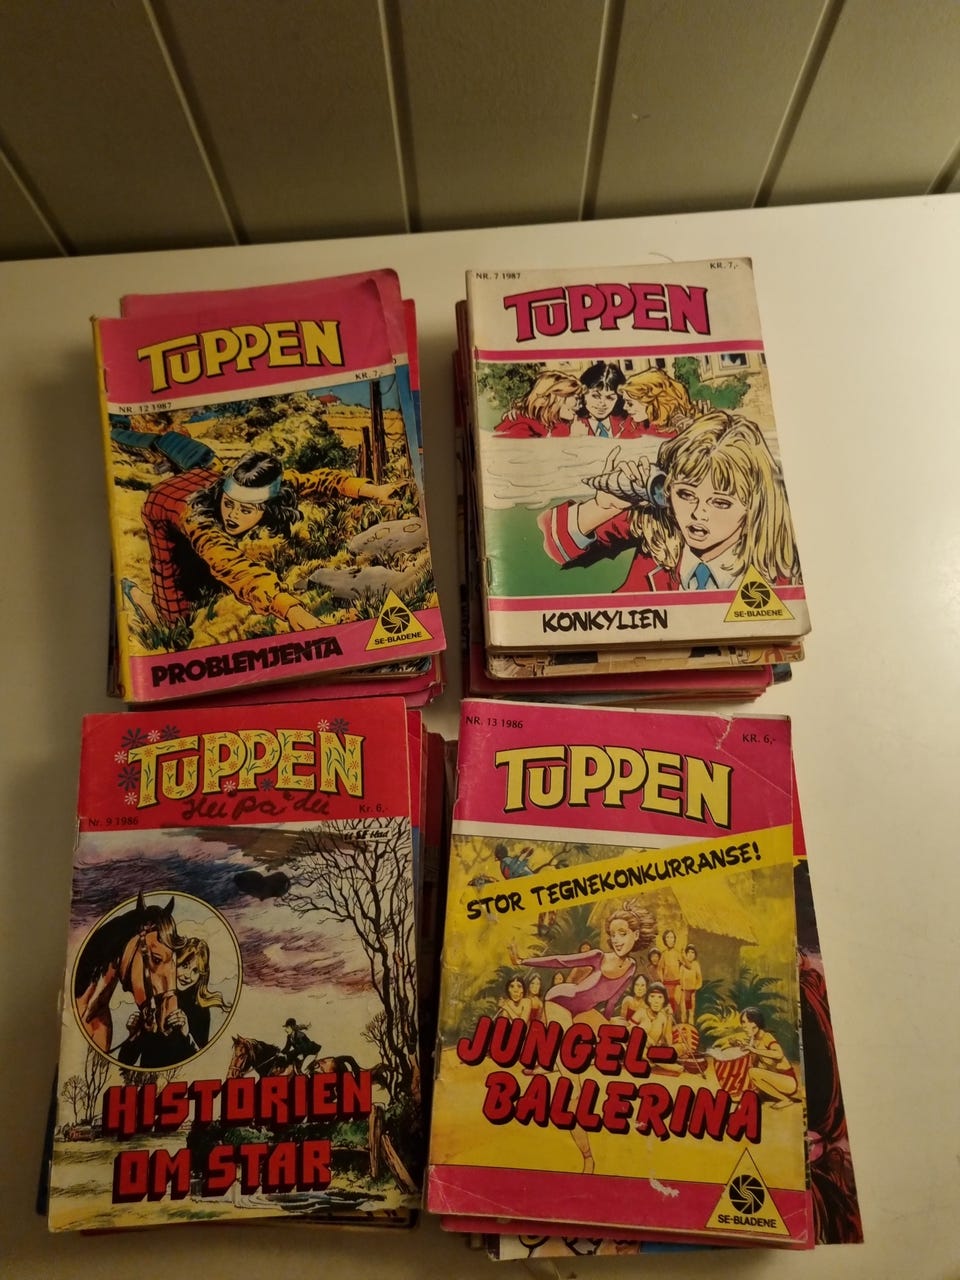 TUPPEN
KR. 7,-
NR. 12 1987
PROBLEMJENTA
SE-BLADENE
NR. 7 1987
KR. 7,-
TUPPEN
KONKYLIEN
SE-BLADENE
TUPPEN
Hei på dei
Nr. 9 1986
Kr. 6,-
HISTORIEN
OM STAR
NR. 13 1986
KR. 6,-
TUPPEN
STOR TEGNEKONKURRANSE!
JUNGEL-
BALLERINA
SE-BLADENE